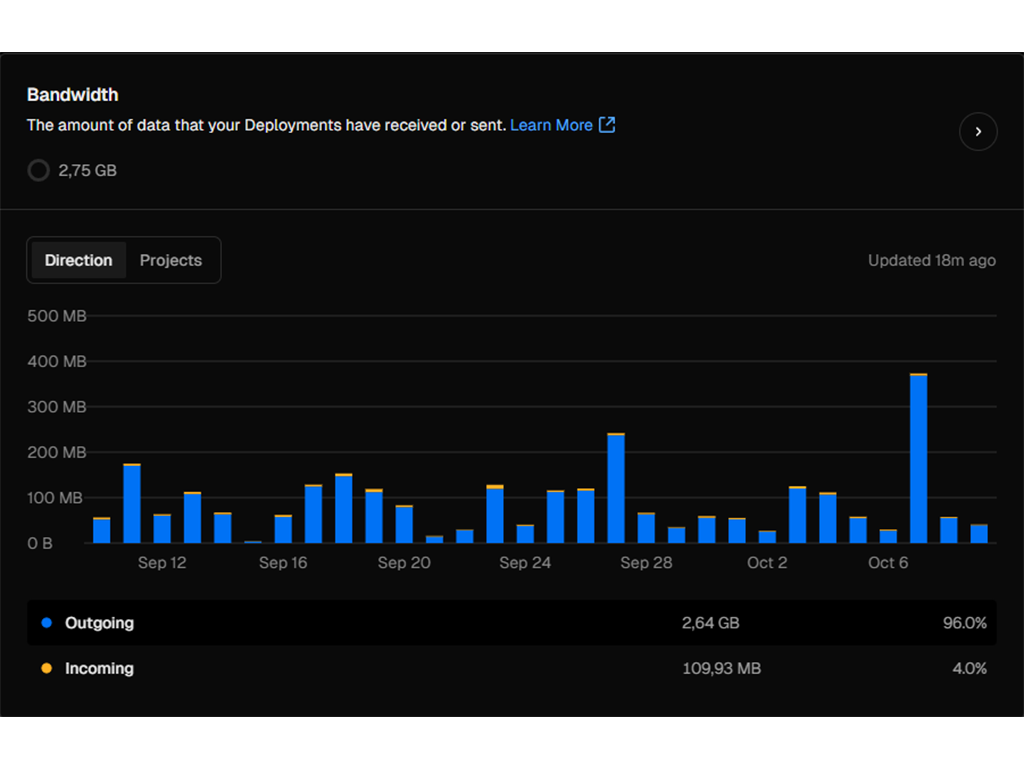 Bandwidth
The amount of data that your Deployments have received or sent. Learn More
2,75 GB
Direction Projects
Updated 18m ago
500 MB
400 MB
300 MB
200 MB
100 MB
0 B
Sep 12 Sep 16 Sep 20 Sep 24 Sep 28 Oct 2 Oct 6
Outgoing 2,64 GB 96.0%
Incoming 109,93 MB 4.0%